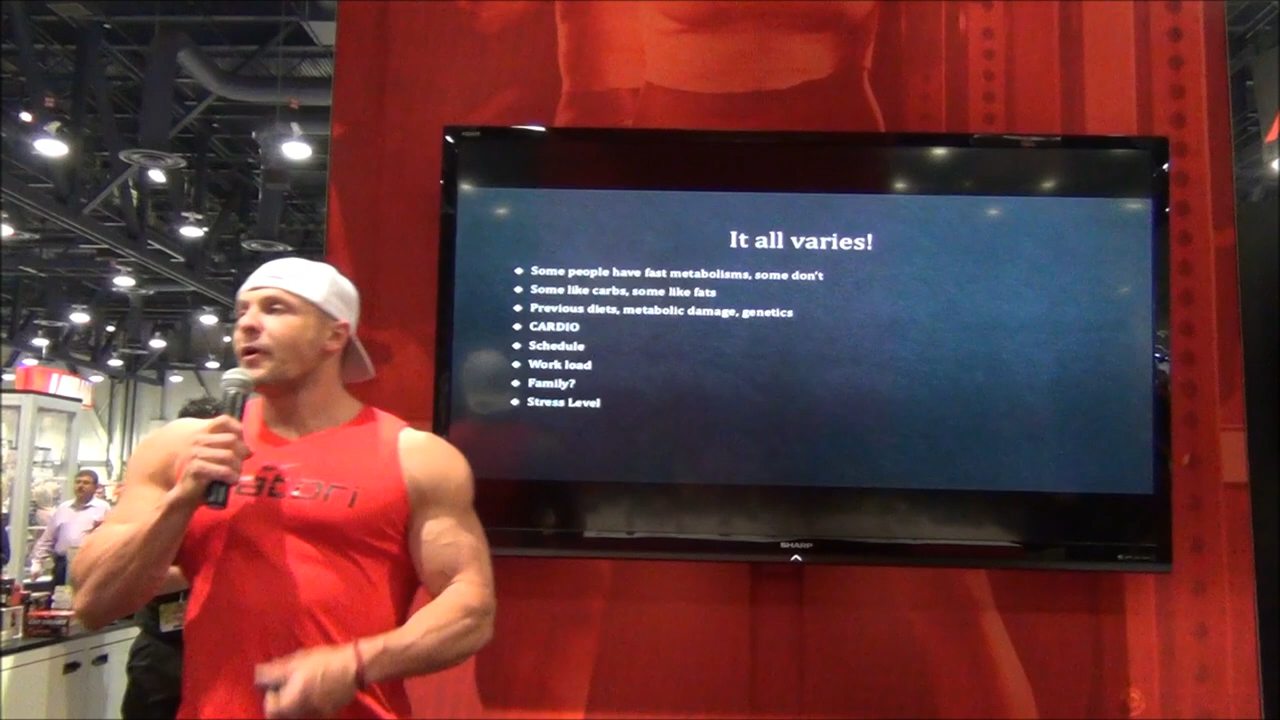 It all varies!
Some people have fast metabolisms, some don't
Some like carbs, some like fats
Previous diets, metabolic damage, genetics
CARDIO
Schedule
Work load
Family?
Stress Level
atori
SHARP